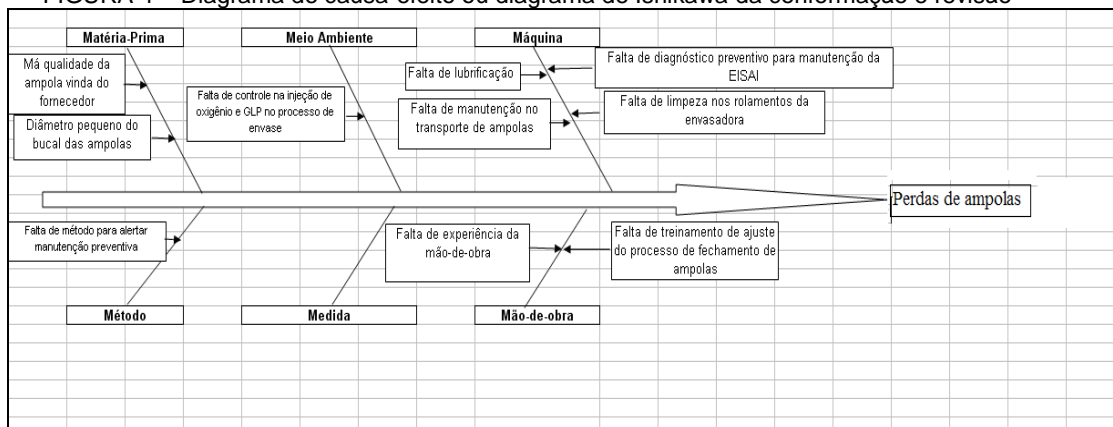 FIGURA 1 – Diagrama de causa-efeito ou diagrama de Ishikawa da conformação e revisão
Matéria-Prima
Meio Ambiente
Máquina
Má qualidade da
ampola vinda do
fornecedor
Diâmetro pequeno do
bucal das ampolas
Falta de controle na injeção de
oxigênio e GLP no processo de
envase
Falta de lubrificação
Falta de manutenção no
transporte de ampolas
Falta de diagnóstico preventivo para manutenção da
EISAI
Falta de limpeza nos rolamentos da
envasadora
Perdas de ampolas
Falta de método para alertar
manutenção preventiva
Falta de experiência da
mão-de-obra
Falta de treinamento de ajuste
do processo de fechamento de
ampolas
Método
Medida
Mão-de-obra